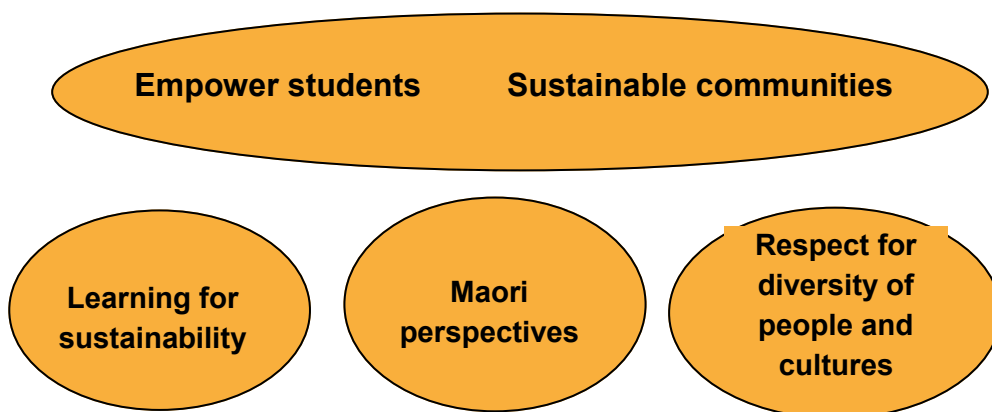 Empower students Sustainable communities
Learning for
sustainability
Maori
perspectives
Respect for
diversity of
people and
cultures